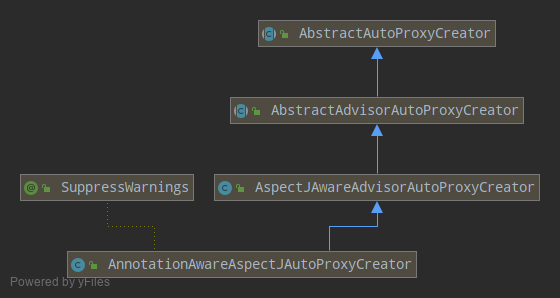 AbstractAutoProxyCreator
AbstractAdvisorAutoProxyCreator
SuppressWarnings
AspectJAwareAdvisorAutoProxyCreator
AnnotationAwareAspectJAutoProxyCreator
Powered by yFiles